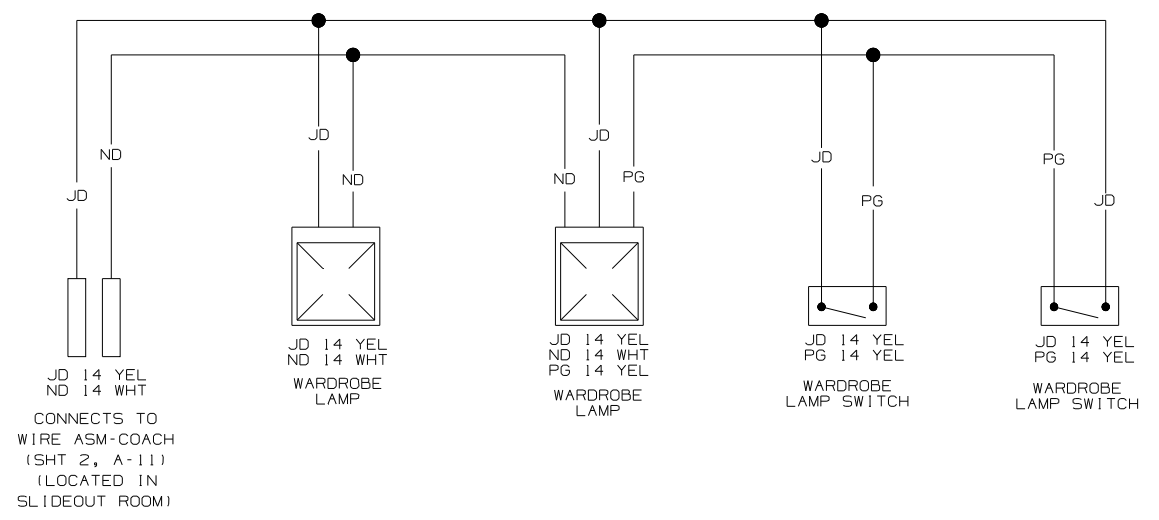 JD
ND
JD
ND
ND
JD
PG
JD
PG
PG
JD
JD 14 YEL
ND 14 WHT
CONNECTS TO
WIRE ASM-COACH
(SHT 2, A-11)
(LOCATED IN
SLIDEOUT ROOM)
JD 14 YEL
ND 14 WHT
WARDROBE
LAMP
JD 14 YEL
ND 14 WHT
PG 14 YEL
WARDROBE
LAMP
JD 14 YEL
PG 14 YEL
WARDROBE
LAMP SWITCH
JD 14 YEL
PG 14 YEL
WARDROBE
LAMP SWITCH